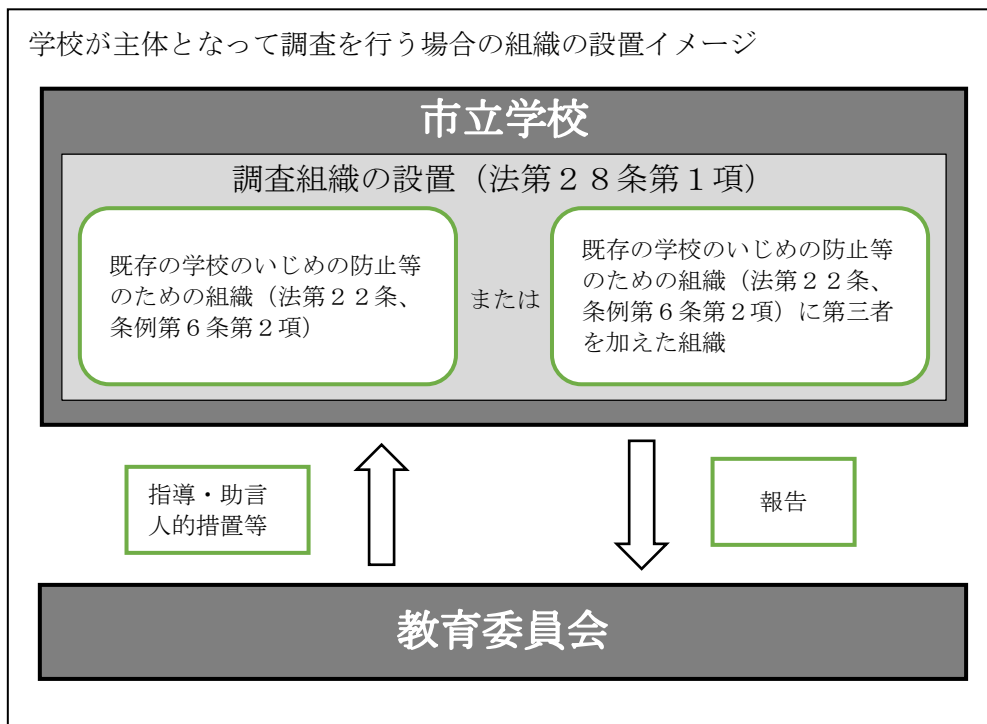 学校が主体となって調査を行う場合の組織の設置イメージ
市立学校
調査組織の設置（法第２８条第１項）
既存の学校のいじめの防止等
のための組織（法第２２条、
条例第６条第２項）
または
既存の学校のいじめの防止等
のための組織（法第２２条、
条例第６条第２項）に第三者
を加えた組織
指導・助言
人的措置等
報告
教育委員会